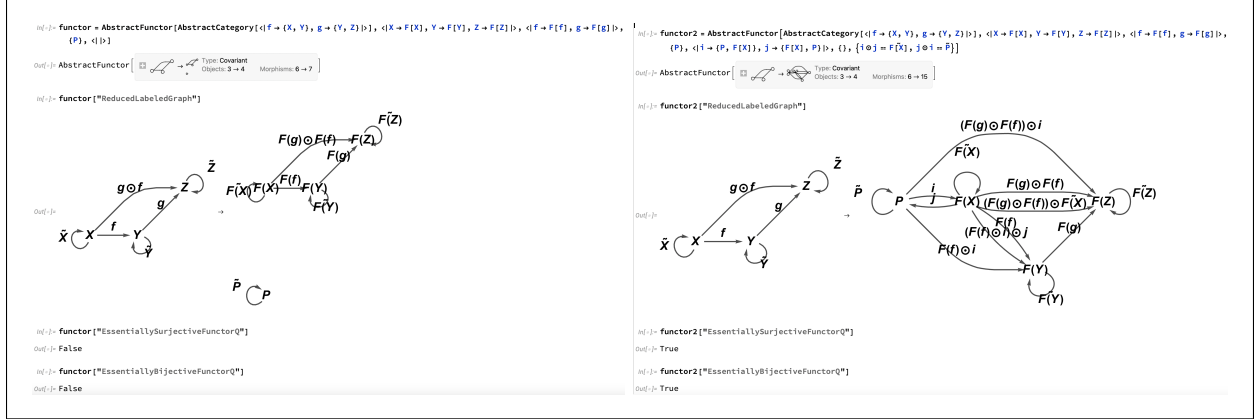 In[-]:= functor = AbstractFunctor[AbstractCategory[<|f → {X, Y}, g → {Y, Z}|>], <|X → F[X], Y → F[Y], Z → F[Z]|>, <|f → F[f], g → F[g]|>,
{P}, <||>]
Out[-]= AbstractFunctor[ Type: Covariant
Objects: 3 → 4 Morphisms: 6 → 7 ]
In[-]:= functor["ReducedLabeledGraph"]
F(Z̃)
F(g)⊙F(f) F(Z)
F(g)
Z̃
g⊙f Z F(X̃) F(X) F(f) F(Y)
Out[-]= → F(Ỹ)
g
X̃ X f Y
Ỹ
P̃ P
In[-]:= functor["EssentiallySurjectiveFunctorQ"]
Out[-]= False
In[-]:= functor["EssentiallyBijectiveFunctorQ"]
Out[-]= False
In[-]:= functor2 = AbstractFunctor[AbstractCategory[<|f → {X, Y}, g → {Y, Z}|>], <|X → F[X], Y → F[Y], Z → F[Z]|>, <|f → F[f], g → F[g]|>,
{P}, <|i → {P, F[X]}, j → {F[X], P}|>, {}, {i⊙j = F[̃X], j⊙i = P̃}]
Out[-]= AbstractFunctor[ Type: Covariant
Objects: 3 → 4 Morphisms: 6 → 15 ]
In[-]:= functor2["ReducedLabeledGraph"]
(F(g)⊙F(f))⊙i
F(X̃)
Z̃
g⊙f Z P̃ P i F(X) F(g)⊙F(f) F(Z) F(Z̃)
j (F(g)⊙F(f))⊙F(X̃)
Out[-]= →
g F(f) F(g)
(F(f)⊙i)⊙j
X̃ X f Y F(f)⊙i
Ỹ F(Y)
F(Ỹ)
In[-]:= functor2["EssentiallySurjectiveFunctorQ"]
Out[-]= True
In[-]:= functor2["EssentiallyBijectiveFunctorQ"]
Out[-]= True